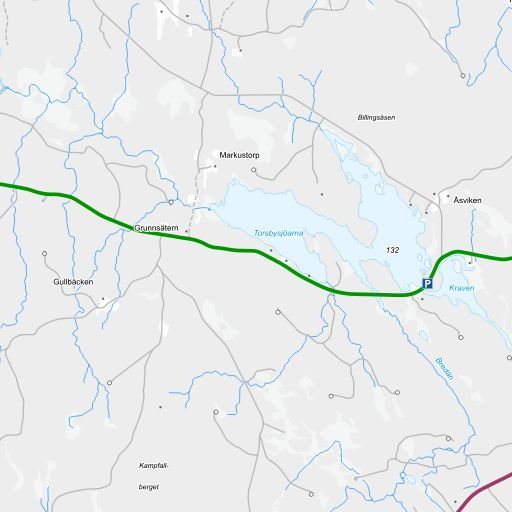 Billingsåsen
Markustorp
Åsviken
Grunnsätern
Torsbysjöarna
132
Gullbäcken
P
Kraven
Bredån
Kampfall-
berget